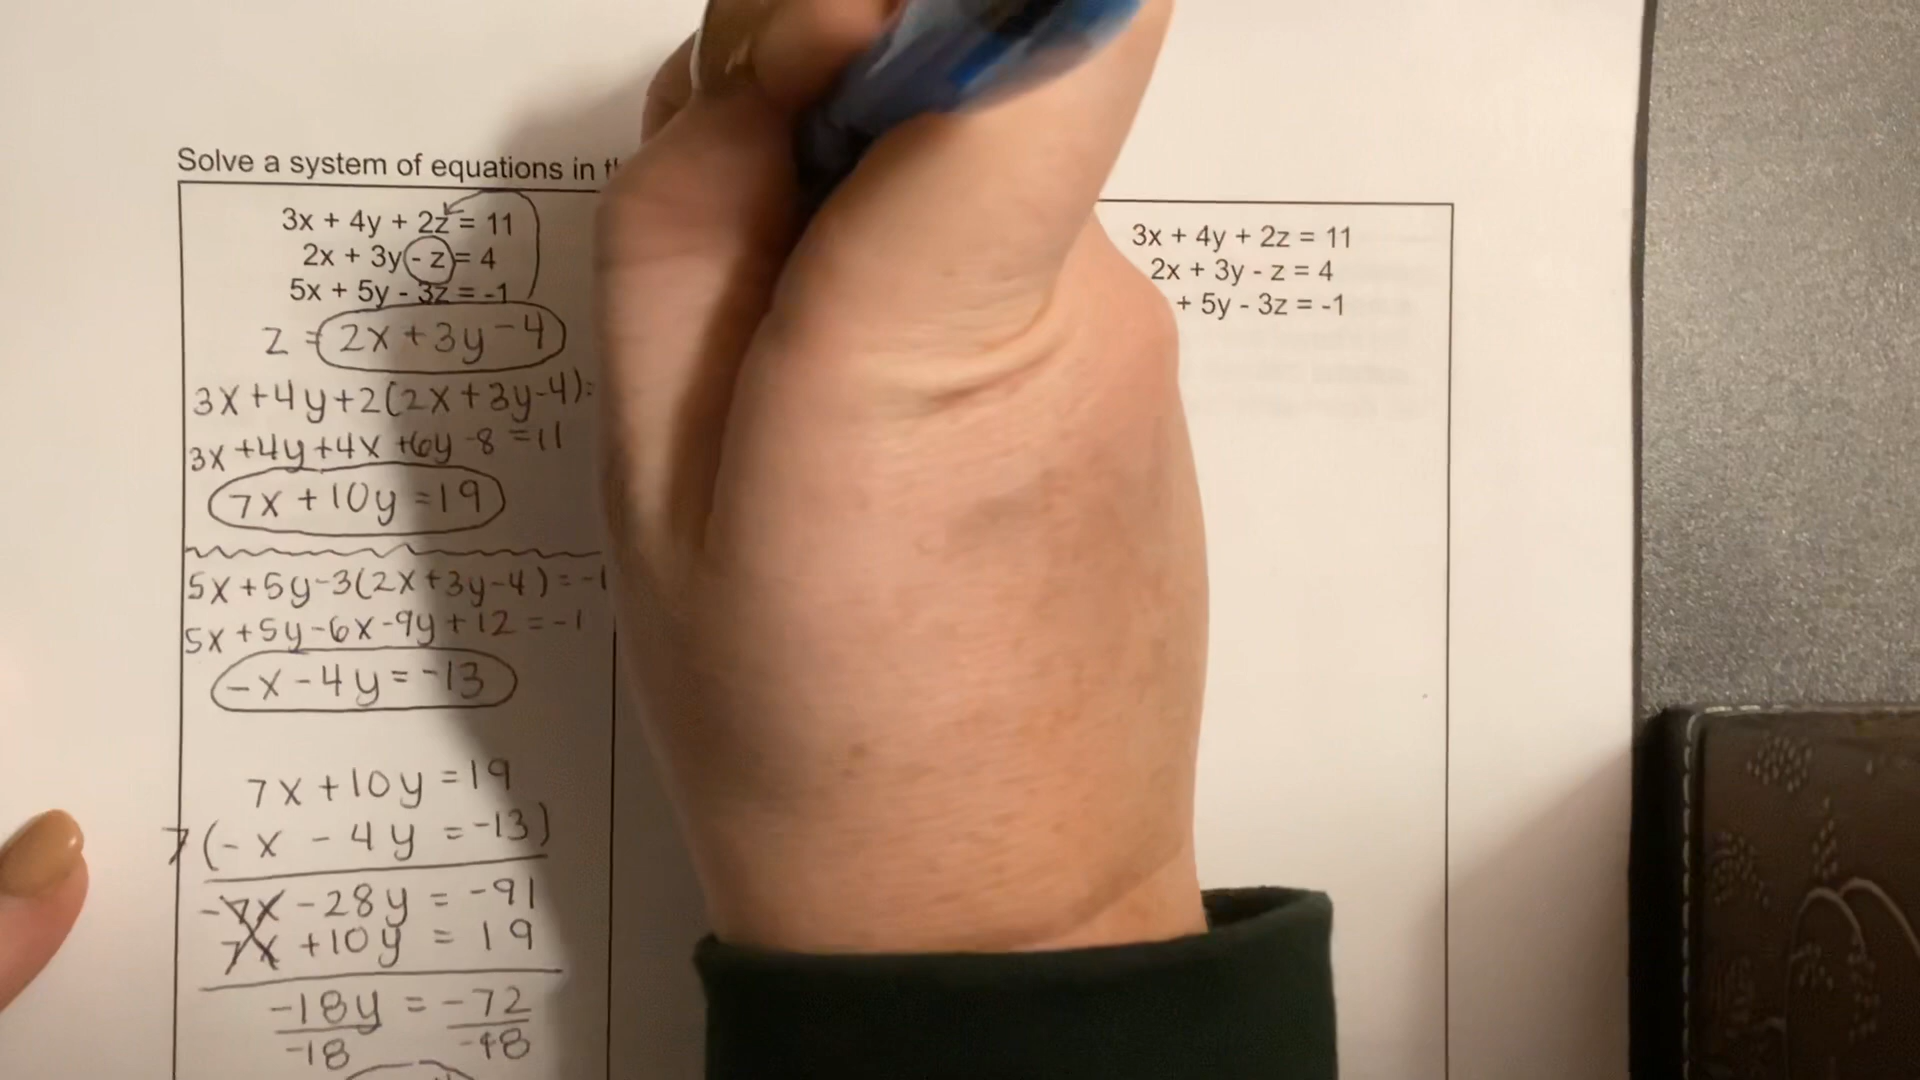 Solve a system of equations in
3x + 4y + 2z = 11
2x + 3y - z = 4
5x + 5y - 3z = -1
z = 2x+3y-4
3x+4y+2(2x+3y-4)=
3x+4y+4x+6y-8=11
7x+10y=19
5x+5y-3(2x+3y-4)=-1
5x+5y-6x-9y+12=-1
-x-4y=-13
7x+10y=19
7(-x-4y=-13)
-7x-28y=-91
7x+10y=19
-18y=-72
-18 -18
3x + 4y + 2z = 11
2x + 3y - z = 4
+ 5y - 3z = -1